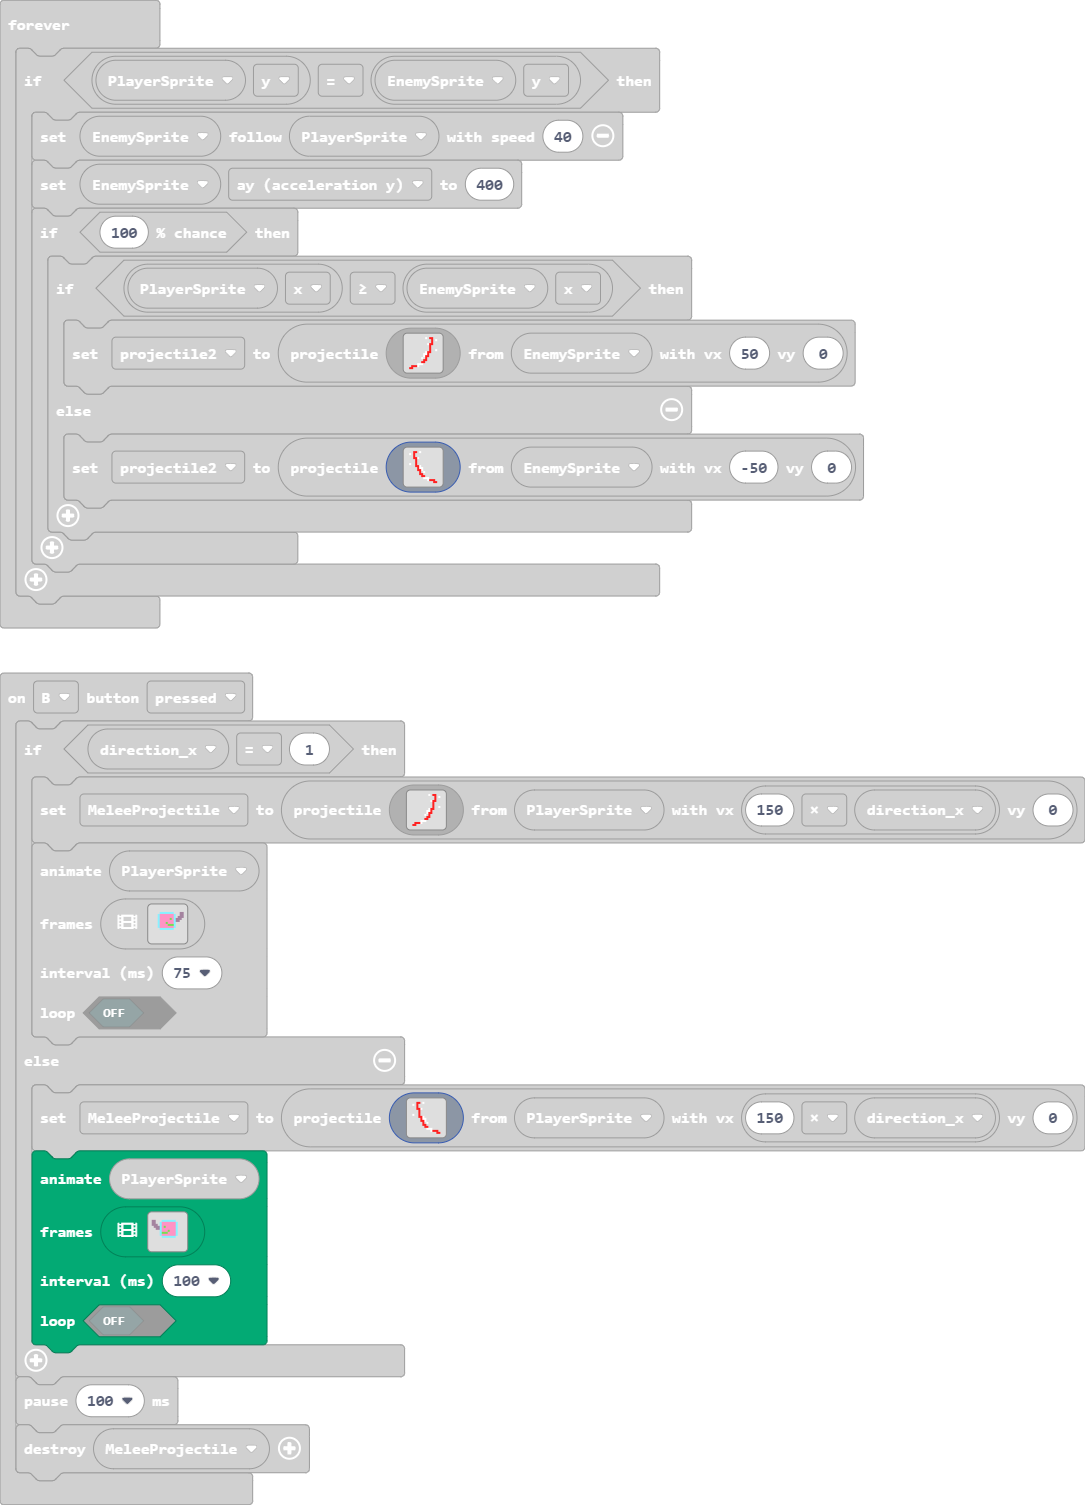 forever
if PlayerSprite y = EnemySprite y then
set EnemySprite follow PlayerSprite with speed 40
set EnemySprite ay (acceleration y) to 400
if 100 % chance then
if PlayerSprite x ≥ EnemySprite x then
set projectile2 to projectile from EnemySprite with vx 50 vy 0
else
set projectile2 to projectile from EnemySprite with vx -50 vy 0
on B button pressed
if direction_x = 1 then
set MeleeProjectile to projectile from PlayerSprite with vx 150 × direction_x vy 0
animate PlayerSprite
frames
interval (ms) 75
loop OFF
else
set MeleeProjectile to projectile from PlayerSprite with vx 150 × direction_x vy 0
animate PlayerSprite
frames
interval (ms) 100
loop OFF
pause 100 ms
destroy MeleeProjectile